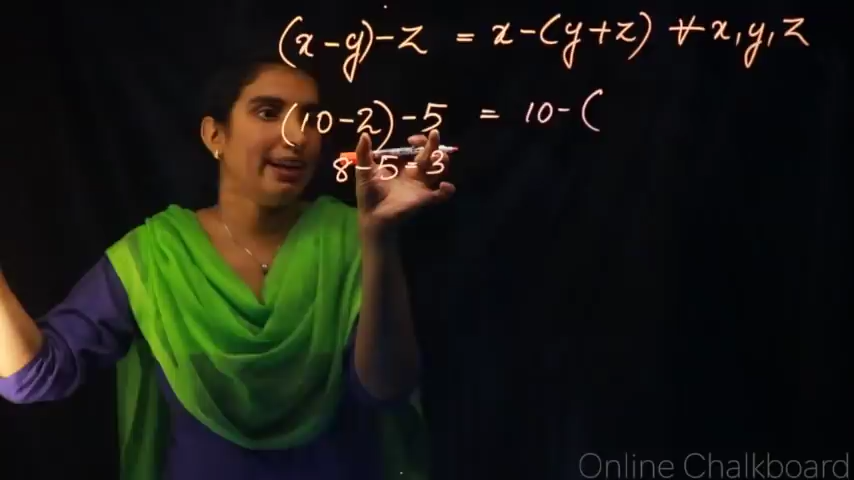 (x-y)-z = x-(y+z) ∀ x,y,z
(10-2)-5 = 10-(
8-5=3
Online Chalkboard